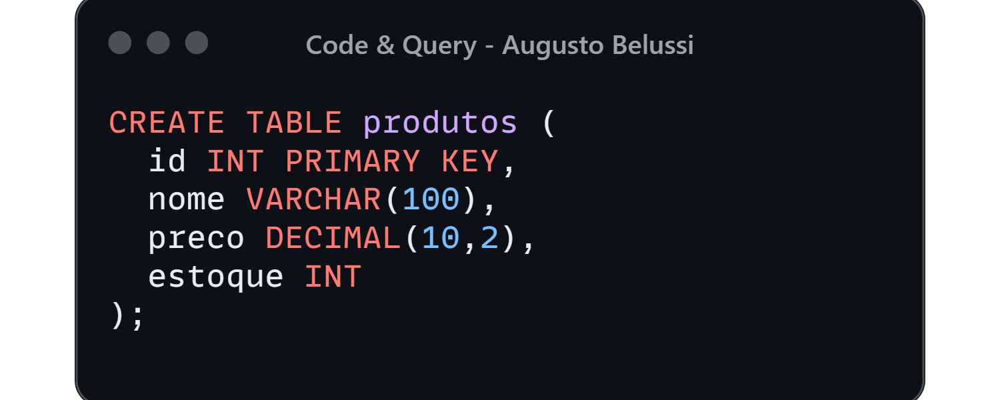 Code & Query - Augusto Belussi
CREATE TABLE produtos (
  id INT PRIMARY KEY,
  nome VARCHAR(100),
  preco DECIMAL(10,2),
  estoque INT
);